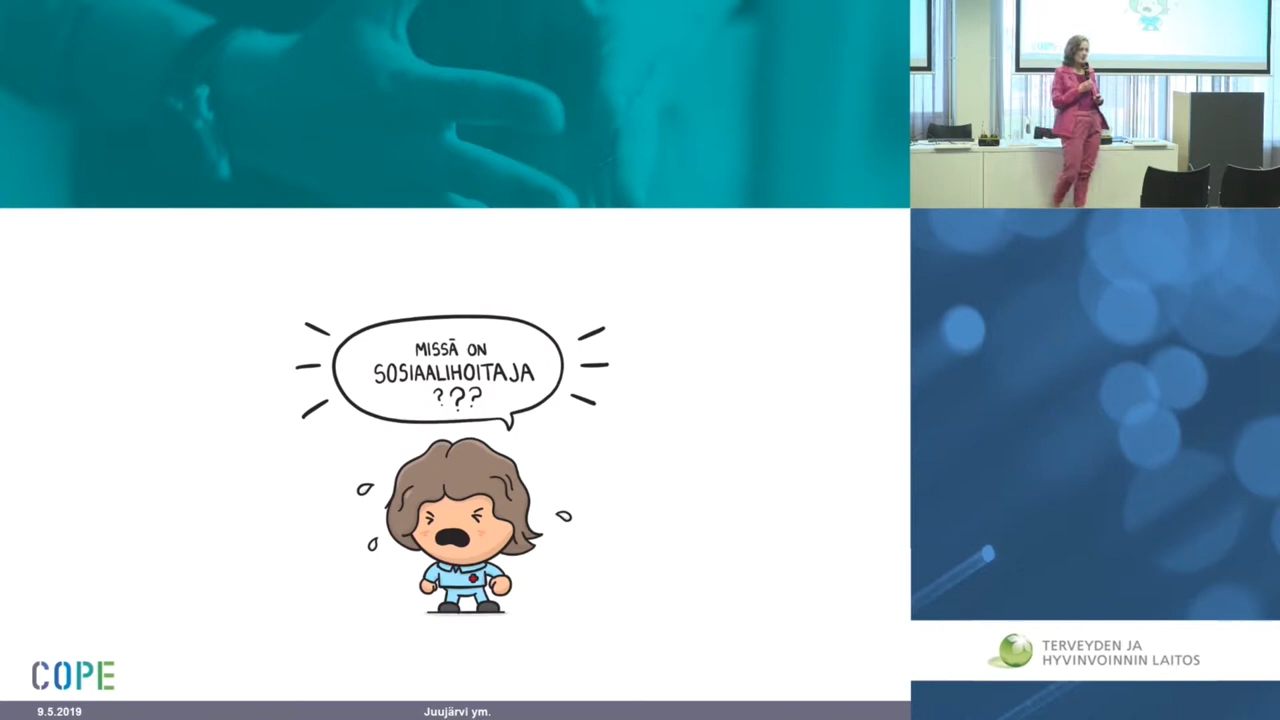 MISSÄ ON
SOSIAALIHOITAJA
???
COPE
9.5.2019
Juujärvi ym.
TERVEYDEN JA
HYVINVOINNIN LAITOS